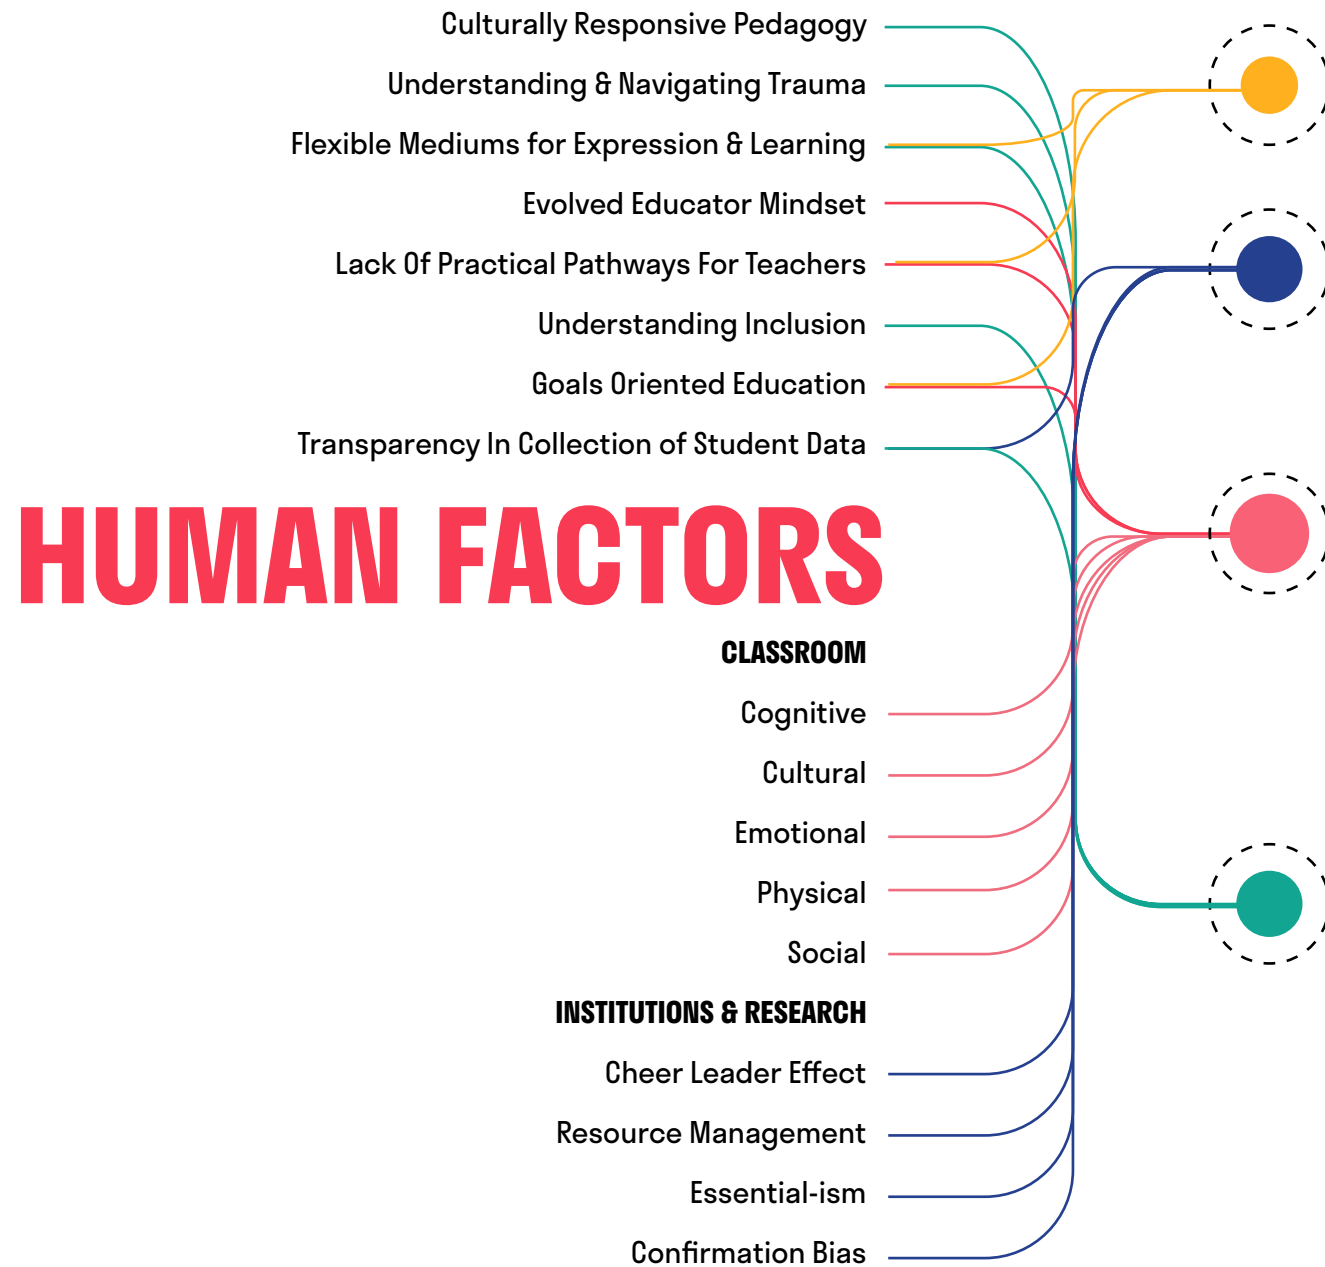 Culturally Responsive Pedagogy
Understanding & Navigating Trauma
Flexible Mediums for Expression & Learning
Evolved Educator Mindset
Lack Of Practical Pathways For Teachers
Understanding Inclusion
Goals Oriented Education
Transparency In Collection of Student Data
HUMAN FACTORS
CLASSROOM
Cognitive
Cultural
Emotional
Physical
Social
INSTITUTIONS & RESEARCH
Cheer Leader Effect
Resource Management
Essential-ism
Confirmation Bias